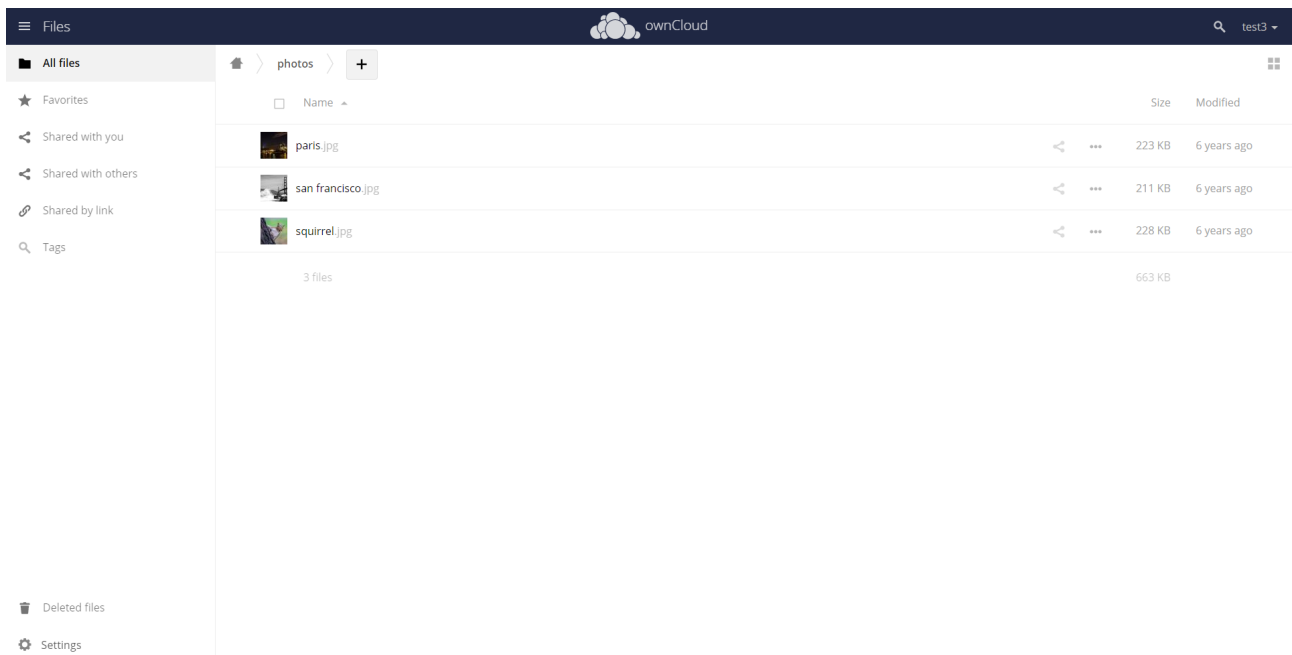 Files
ownCloud
test3
All files
Favorites
Shared with you
Shared with others
Shared by link
Tags
Deleted files
Settings
photos
+
Name Size Modified
paris.jpg 223 KB 6 years ago
san francisco.jpg 211 KB 6 years ago
squirrel.jpg 228 KB 6 years ago
3 files 663 KB